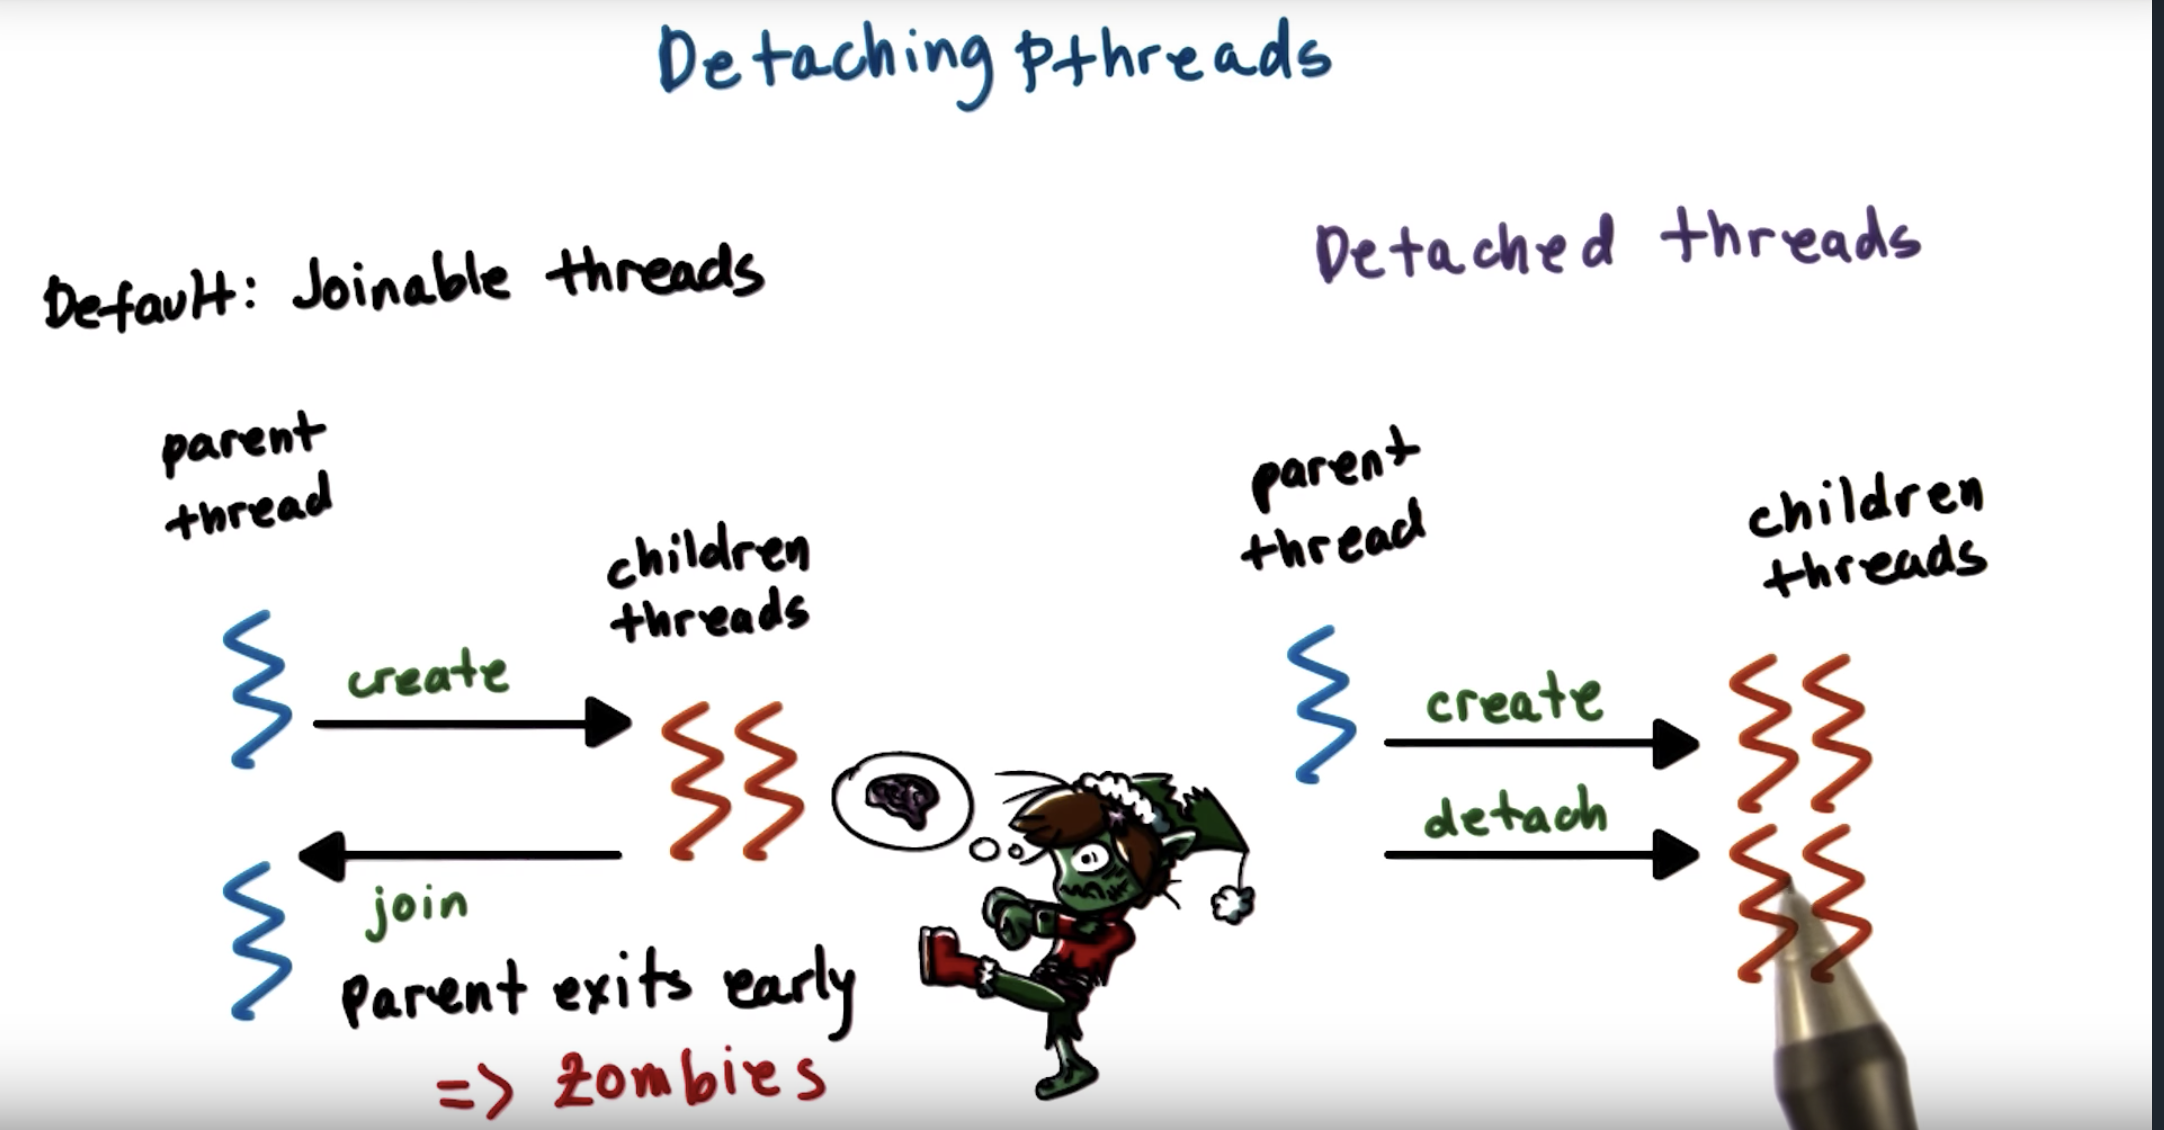 Detaching pthreads
Default: Joinable threads
parent
thread
children
threads
create
join
Parent exits early
=> zombies
Detached threads
parent
thread
children
threads
create
detach